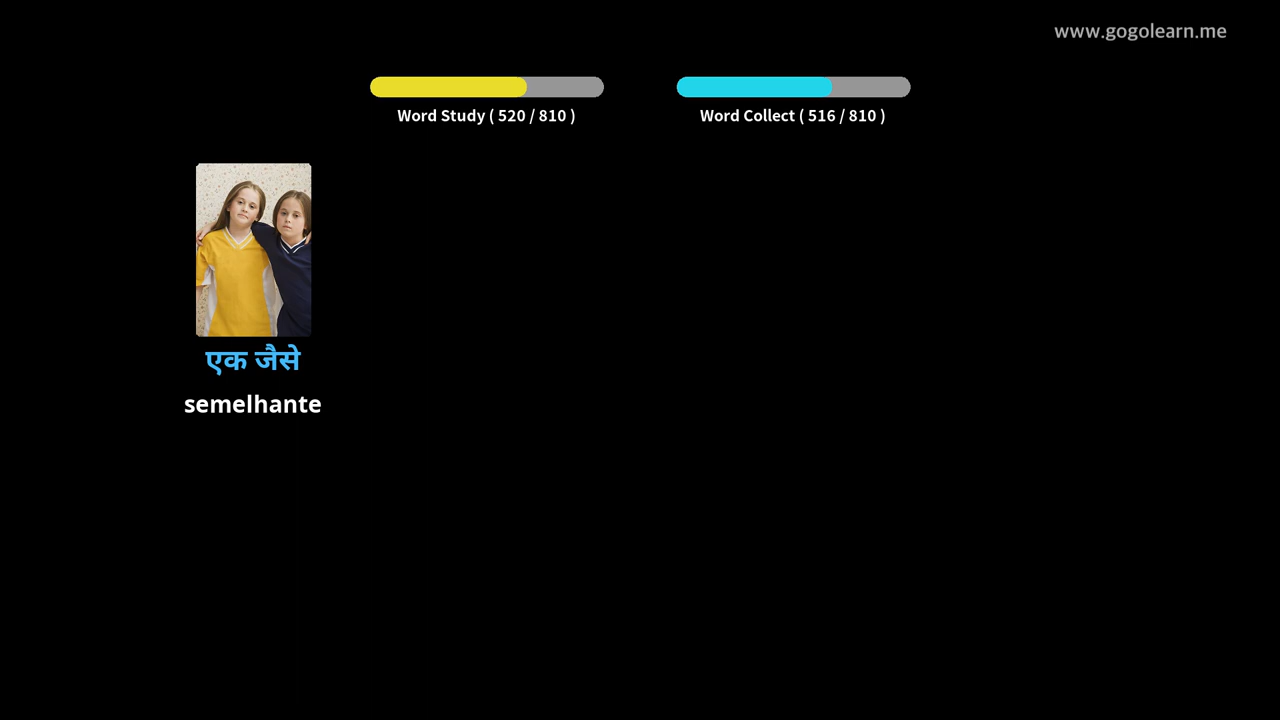 www.gogolearn.me
Word Study ( 520 / 810 )
Word Collect ( 516 / 810 )
एक जैसे
semelhante